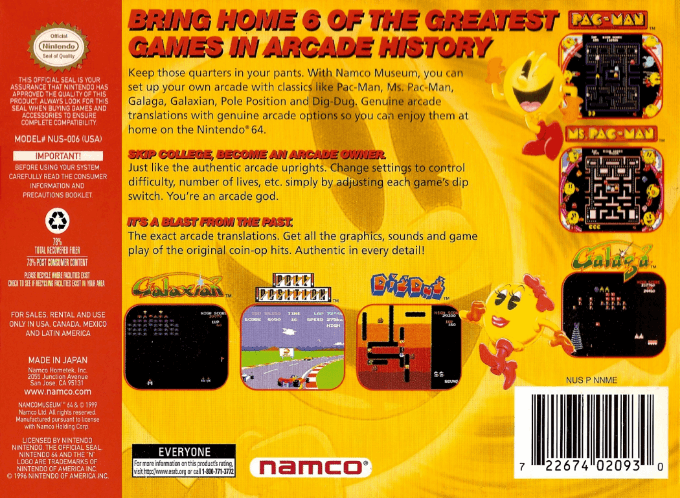 Official
Nintendo
Seal of Quality
THIS OFFICIAL SEAL IS YOUR
ASSURANCE THAT NINTENDO HAS
APPROVED THE QUALITY OF THIS
PRODUCT. ALWAYS LOOK FOR THIS
SEAL WHEN BUYING GAMES AND
ACCESSORIES TO ENSURE
COMPLETE COMPATIBILITY.
MODEL# NUS-006 (USA)
IMPORTANT!
BEFORE USING YOUR SYSTEM
CAREFULLY READ THE CONSUMER
INFORMATION AND
PRECAUTIONS BOOKLET.
78%
TOTAL RECOVERED FIBER
73% POST CONSUMER CONTENT
PLEASE RECYCLE WHERE FACILITIES EXIST
CHECK TO SEE IF RECYCLING FACILITIES EXIST IN YOUR AREA
FOR SALES, RENTAL AND USE
ONLY IN USA, CANADA, MEXICO
AND LATIN AMERICA
MADE IN JAPAN
Namco Hometek, Inc.
2055 Junction Avenue
San Jose, CA 95131
www.namco.com
NAMCOMUSEUM™ 64 & © 1999
Namco Ltd. All rights reserved.
Manufactured pursuant to license
with Namco Holding Corp.
LICENSED BY NINTENDO
NINTENDO, THE OFFICIAL SEAL,
NINTENDO 64 AND THE "N"
LOGO ARE TRADEMARKS OF
NINTENDO OF AMERICA INC.
© 1996 NINTENDO OF AMERICA INC.
BRING HOME 6 OF THE GREATEST
GAMES IN ARCADE HISTORY
Keep those quarters in your pants. With Namco Museum, you can
set up your own arcade with classics like Pac-Man, Ms. Pac-Man,
Galaga, Galaxian, Pole Position and Dig-Dug. Genuine arcade
translations with genuine arcade options so you can enjoy them at
home on the Nintendo® 64.
SKIP COLLEGE, BECOME AN ARCADE OWNER.
Just like the authentic arcade uprights. Change settings to control
difficulty, number of lives, etc. simply by adjusting each game's dip
switch. You're an arcade god.
IT'S A BLAST FROM THE PAST.
The exact arcade translations. Get all the graphics, sounds and game
play of the original coin-op hits. Authentic in every detail!
PAC-MAN™
MS. PAC-MAN™
Galaga™
Galaxian™
POLE
POSITION™
DIG DUG™
EVERYONE
For more information on this product's rating,
visit http://www.esrb.org or call 1-800-771-3772
namco®
NUS P NNME
7 22674 02093 0